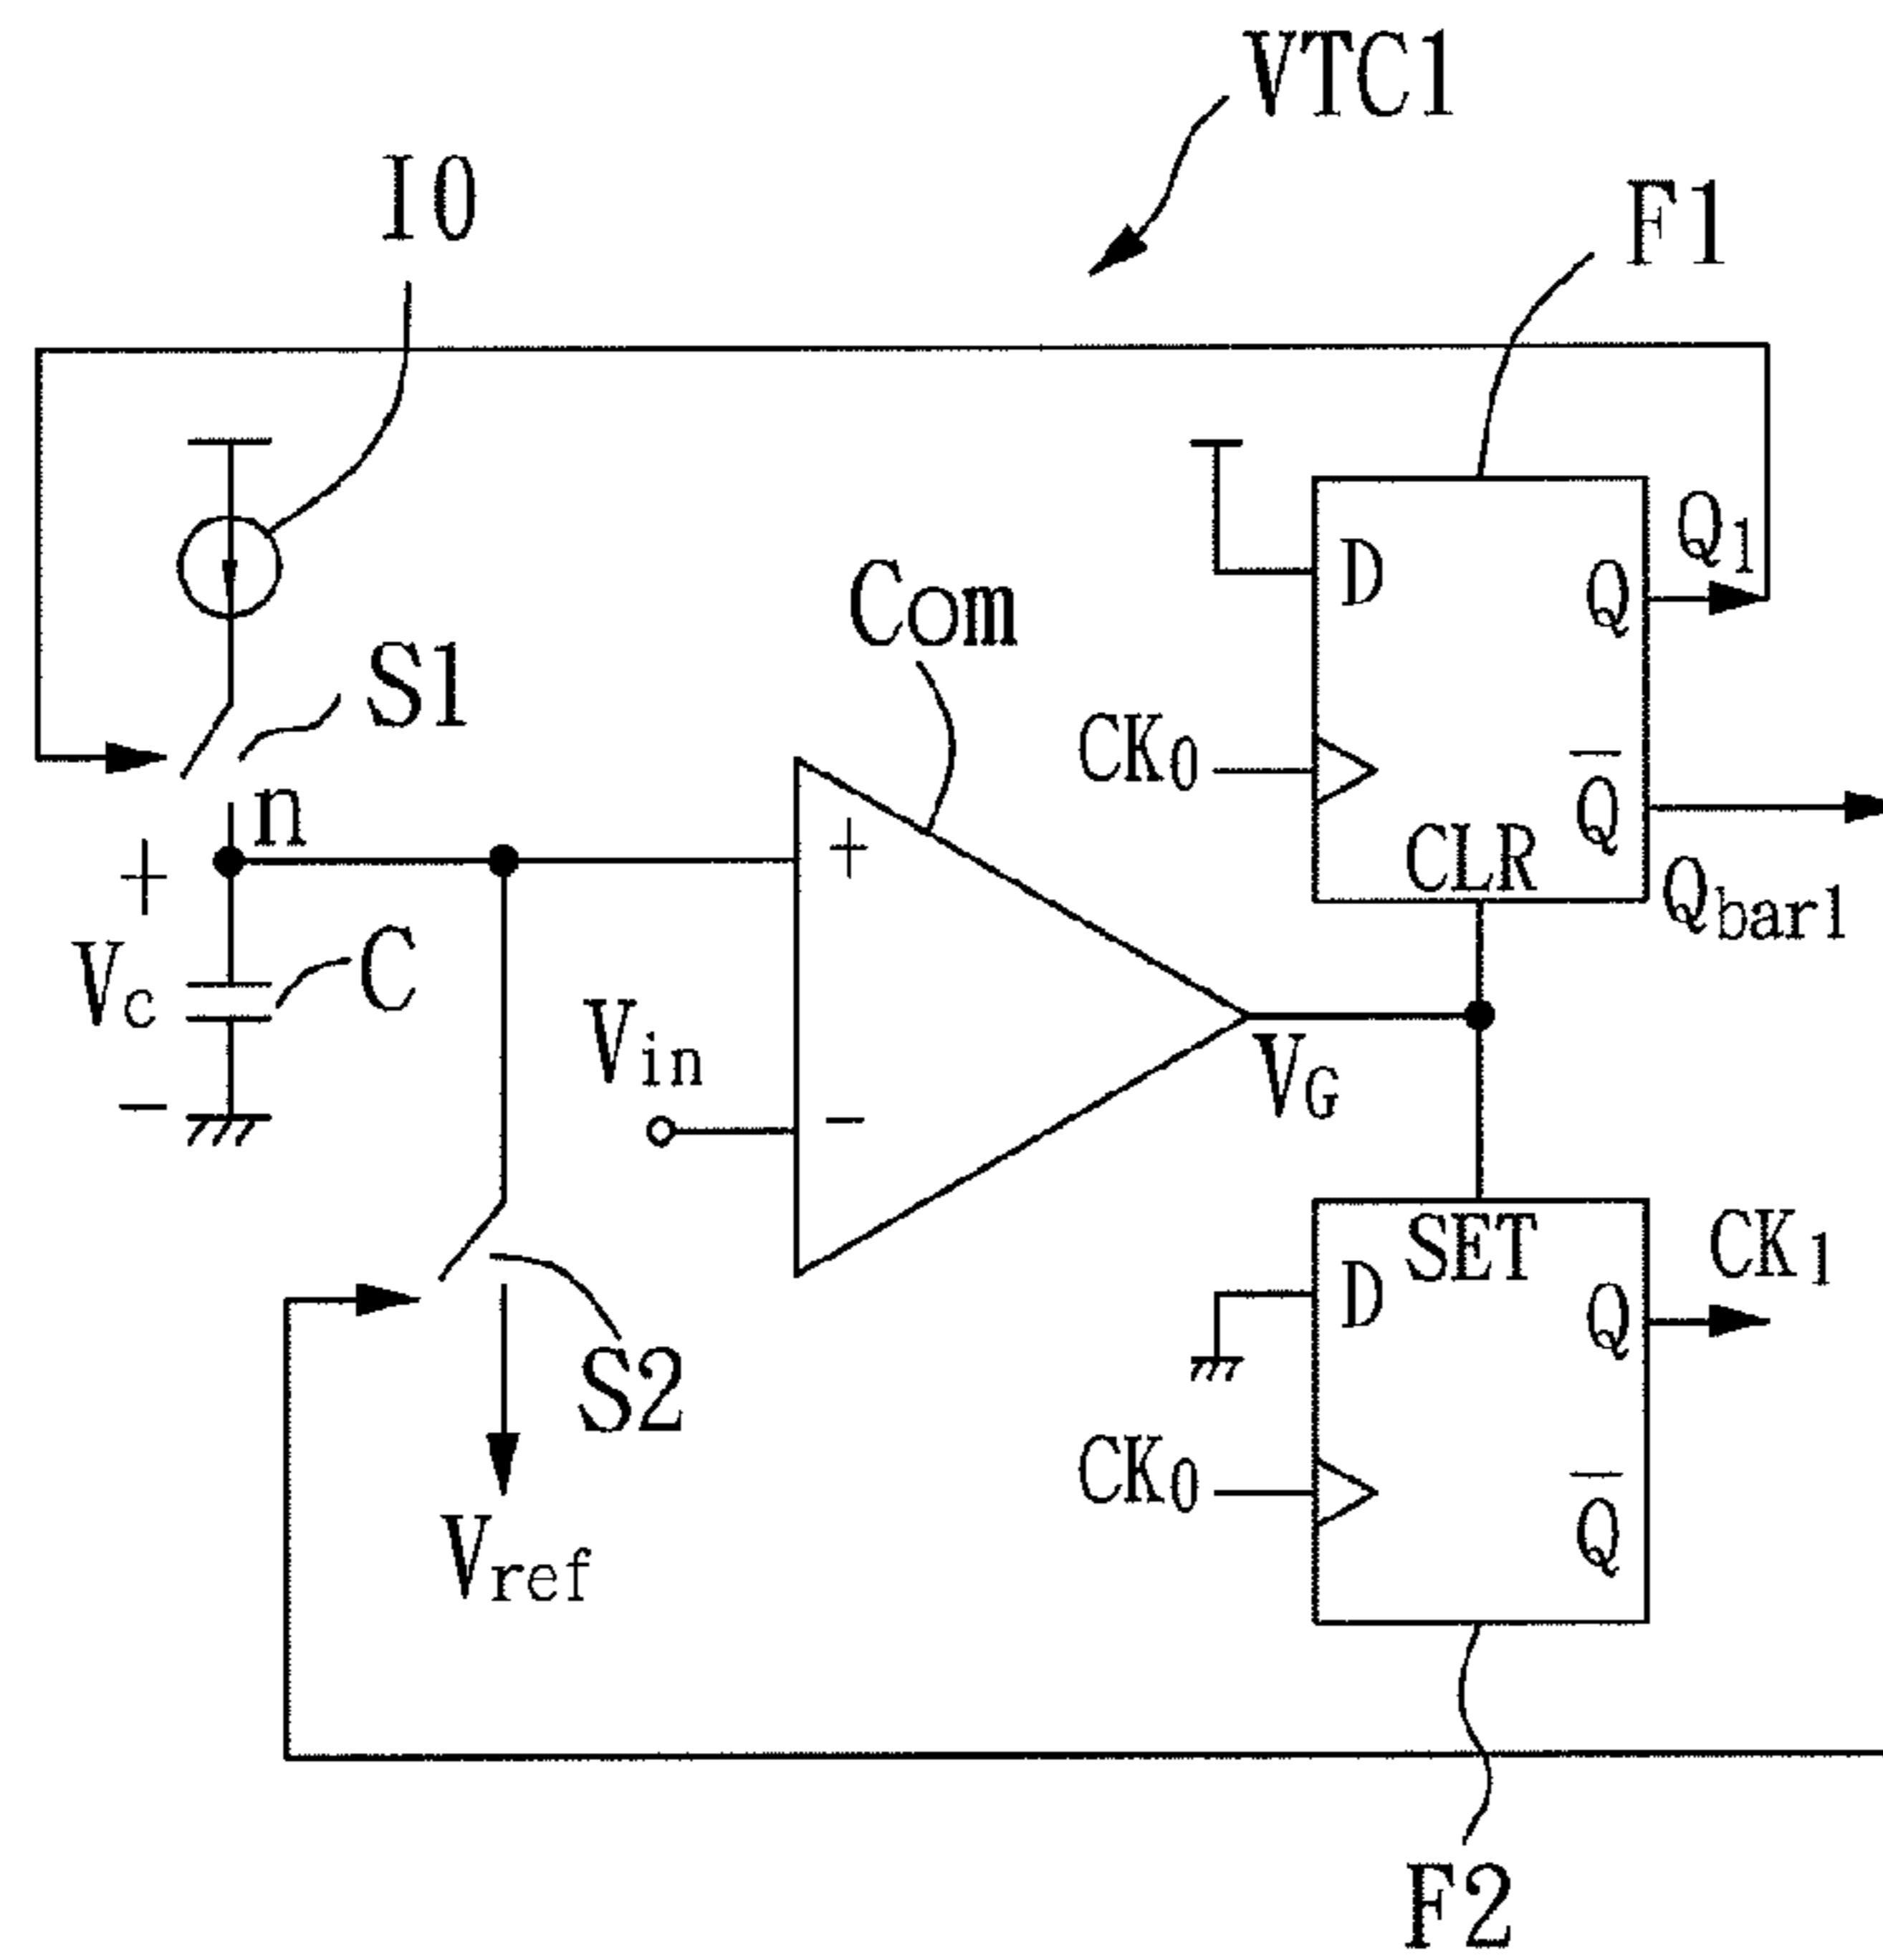 VTC1
I0
F1
Q1
D
Q
Com
S1
CK0
n
+
+
Q̅
CLR
Qbar1
Vc
C
Vin
VG
-
-
SET
CK1
D
Q
S2
CK0
Vref
Q̅
F2